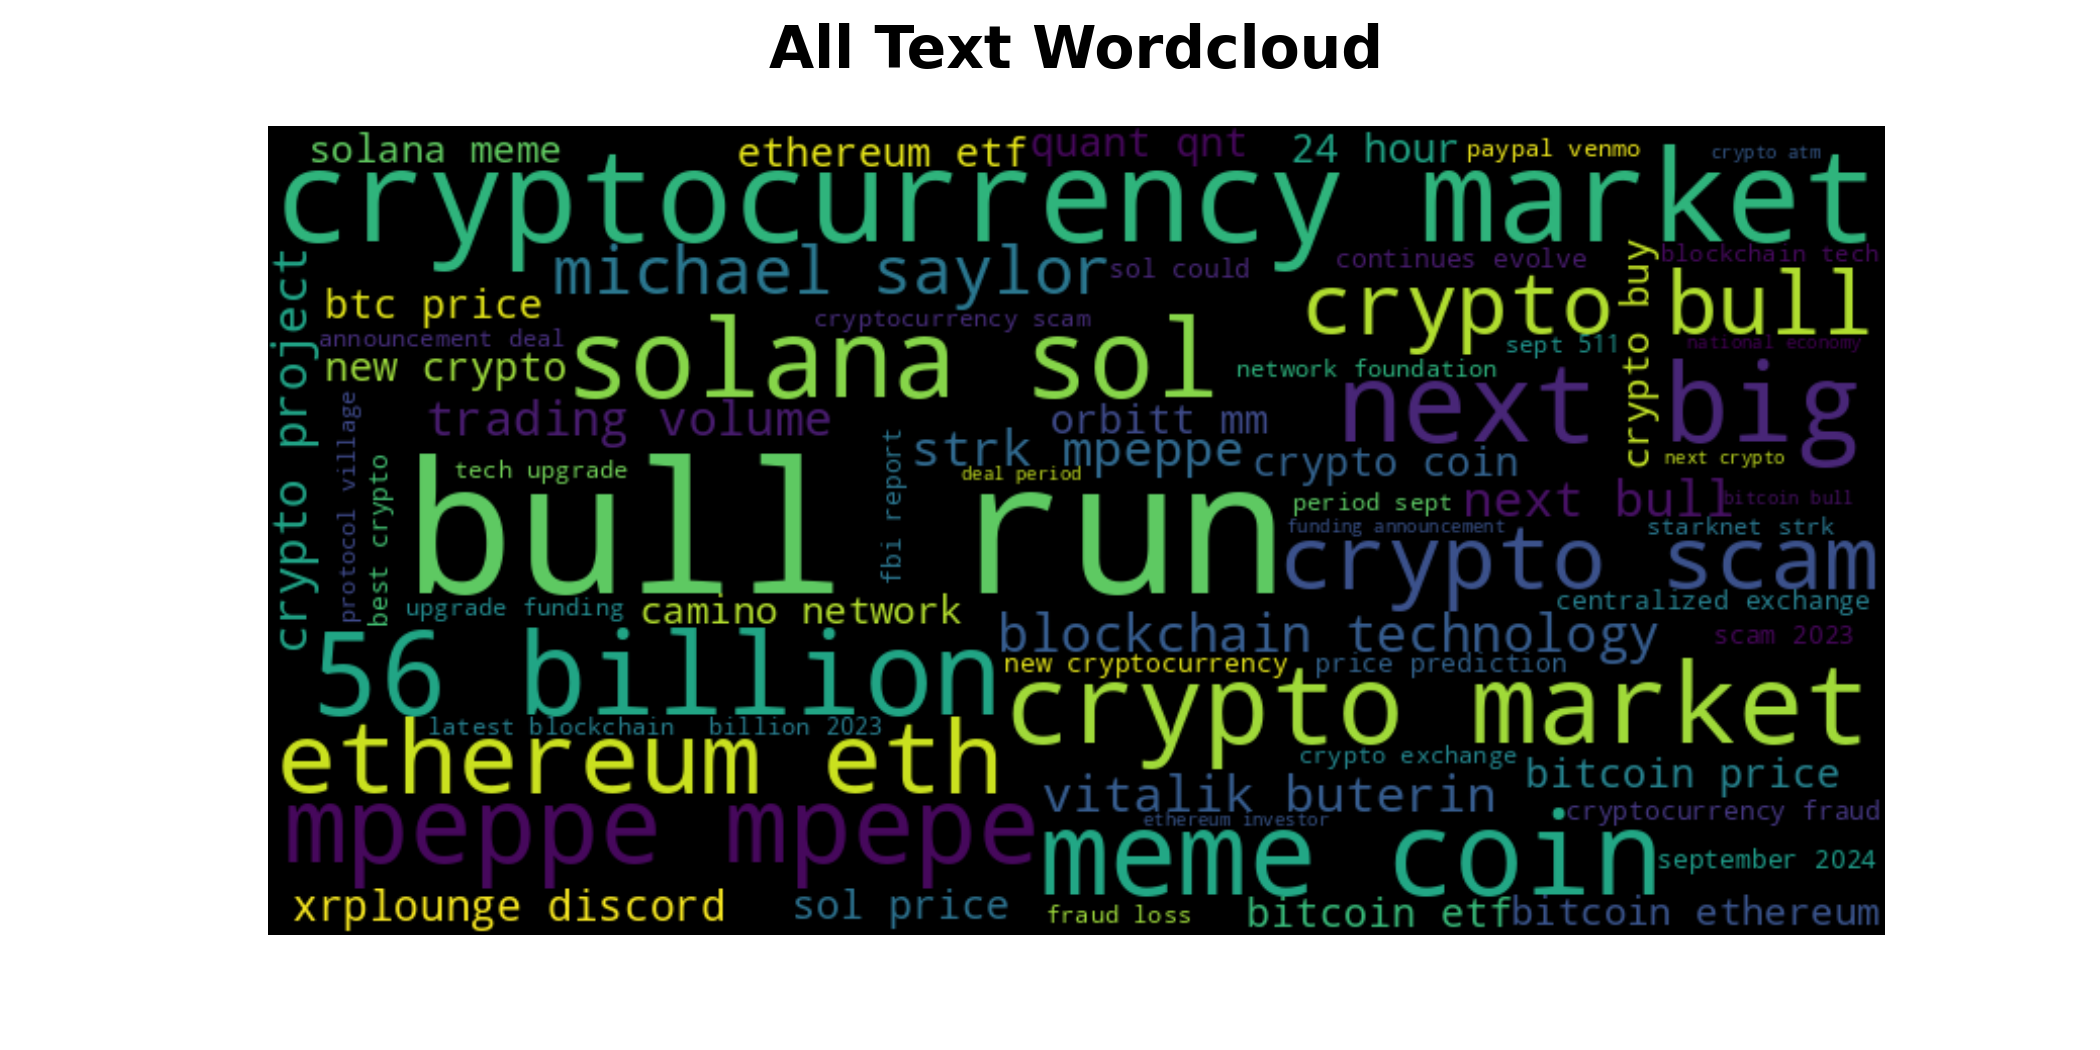 All Text Wordcloud
solana meme
ethereum etf
quant qnt
24 hour
paypal venmo
crypto atm
cryptocurrency market
crypto project
michael saylor
sol could
continues evolve
crypto buy
blockchain tech
btc price
cryptocurrency scam
crypto bull
announcement deal
new crypto
solana sol
sept 511
national economy
network foundation
next big
protocol village
trading volume
orbitt mm
strk mpeppe
crypto coin
next crypto
best crypto
tech upgrade
fbi report
deal period
bull run
period sept
next bull
bitcoin bull
funding announcement
starknet strk
crypto scam
upgrade funding
camino network
centralized exchange
56 billion
blockchain technology
scam 2023
new cryptocurrency
price prediction
latest blockchain
billion 2023
crypto market
ethereum eth
crypto exchange
bitcoin price
vitalik buterin
mpeppe mpepe
ethereum investor
cryptocurrency fraud
meme coin
september 2024
xrplounge discord
sol price
fraud loss
bitcoin etf
bitcoin ethereum